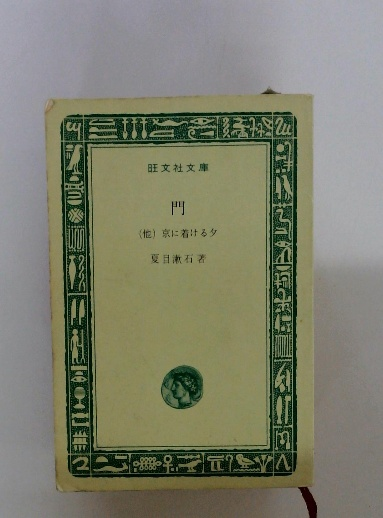 旺文社文庫
門
(他) 京に着ける夕
夏目漱石著